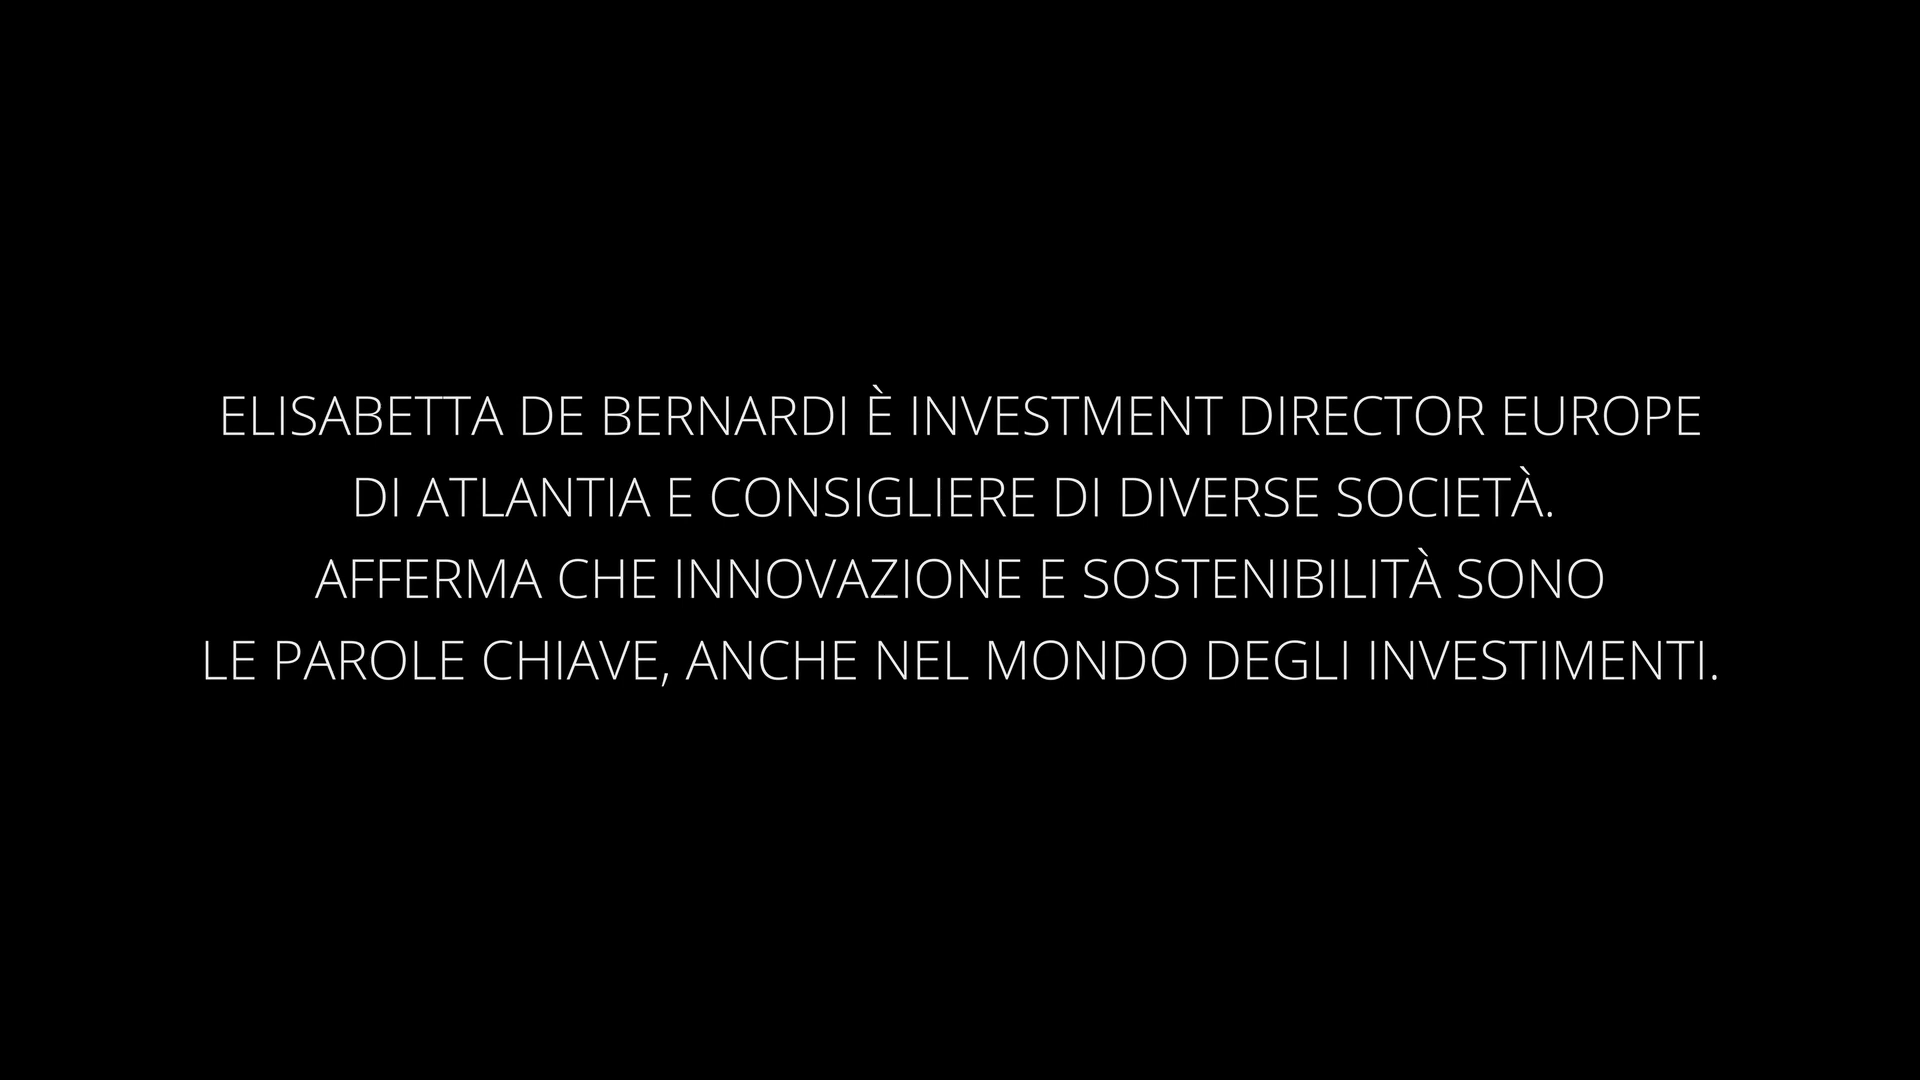 ELISABETTA DE BERNARDI È INVESTMENT DIRECTOR EUROPE
DI ATLANTIA E CONSIGLIERE DI DIVERSE SOCIETÀ.
AFFERMA CHE INNOVAZIONE E SOSTENIBILITÀ SONO
LE PAROLE CHIAVE, ANCHE NEL MONDO DEGLI INVESTIMENTI.